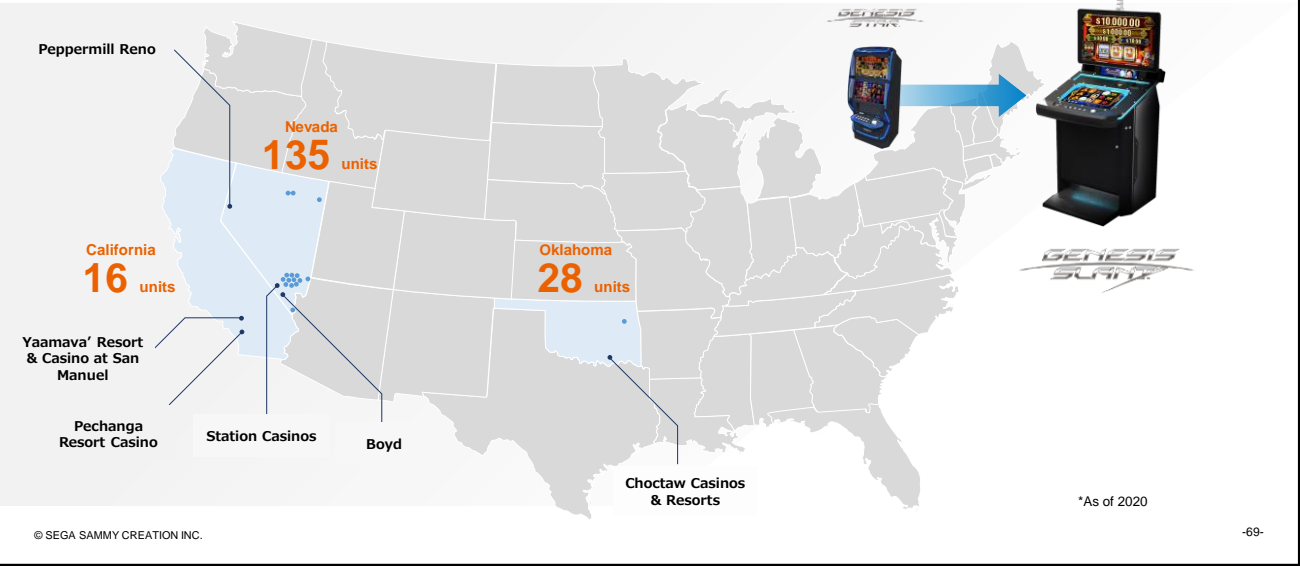 GENESIS
STAR
Peppermill Reno
$10,000.00
$1,000.00
Nevada
135 units
California
16 units
Oklahoma
28 units
GENESIS
SLANT
Yaamava’ Resort
& Casino at San
Manuel
Pechanga
Resort Casino
Station Casinos
Boyd
Choctaw Casinos
& Resorts
*As of 2020
© SEGA SAMMY CREATION INC.
-69-